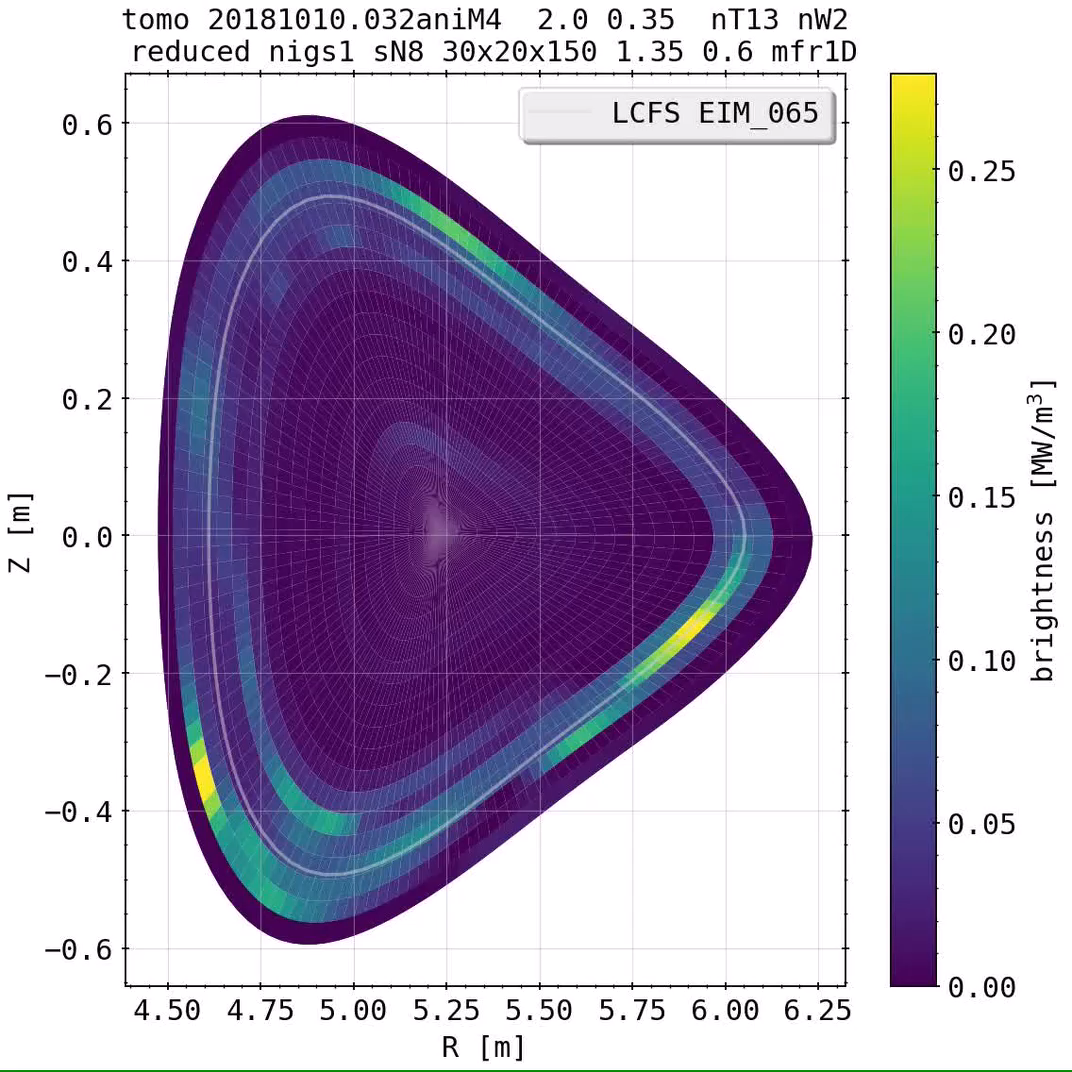 tomo 20181010.032aniM4  2.0 0.35  nT13 nW2
reduced nigs1 sN8 30x20x150 1.35 0.6 mfr1D
LCFS EIM_065
0.6
0.4
0.2
0.0
−0.2
−0.4
−0.6
Z [m]
4.50 4.75 5.00 5.25 5.50 5.75 6.00 6.25
R [m]
0.25
0.20
0.15
0.10
0.05
0.00
brightness [MW/m³]